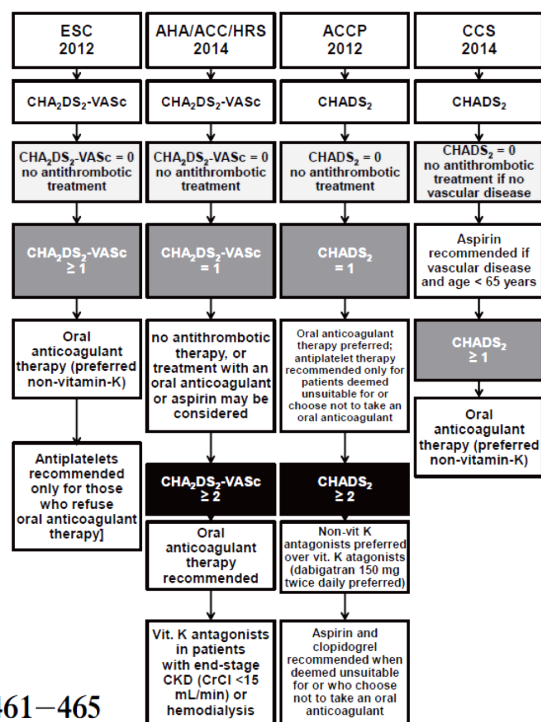 ESC
2012
CHA2DS2-VASc
CHA2DS2-VASc = 0
no antithrombotic
treatment
CHA2DS2-VASc
≥ 1
Oral
anticoagulant
therapy (preferred
non-vitamin-K)
Antiplatelets
recommended
only for those
who refuse
oral anticoagulant
therapy]
AHA/ACC/HRS
2014
CHA2DS2-VASc
CHA2DS2-VASc = 0
no antithrombotic
treatment
CHA2DS2-VASc
= 1
no antithrombotic
therapy, or
treatment with an
oral anticoagulant
or aspirin may be
considered
CHA2DS2-VASc
≥ 2
Oral
anticoagulant
therapy
recommended
Vit. K antagonists
in patients
with end-stage
CKD (CrCl <15
mL/min) or
hemodialysis
ACCP
2012
CHADS2
CHADS2 = 0
no antithrombotic
treatment
CHADS2
= 1
Oral anticoagulant
therapy preferred;
antiplatelet therapy
recommended only for
patients deemed
unsuitable for or
choose not to take an
oral anticoagulant
CHADS2
≥ 2
Non-vit K
antagonists preferred
over vit. K atagonists
(dabigatran 150 mg
twice daily preferred)
Aspirin and
clopidogrel
recommended when
deemed unsuitable
for or who choose
not to take an oral
anticoagulant
CCS
2014
CHADS2
CHADS2 = 0
no antithrombotic
treatment if no
vascular disease
Aspirin
recommended if
vascular disease
and age < 65 years
CHADS2
≥ 1
Oral
anticoagulant
therapy (preferred
non-vitamin-K)
461–465